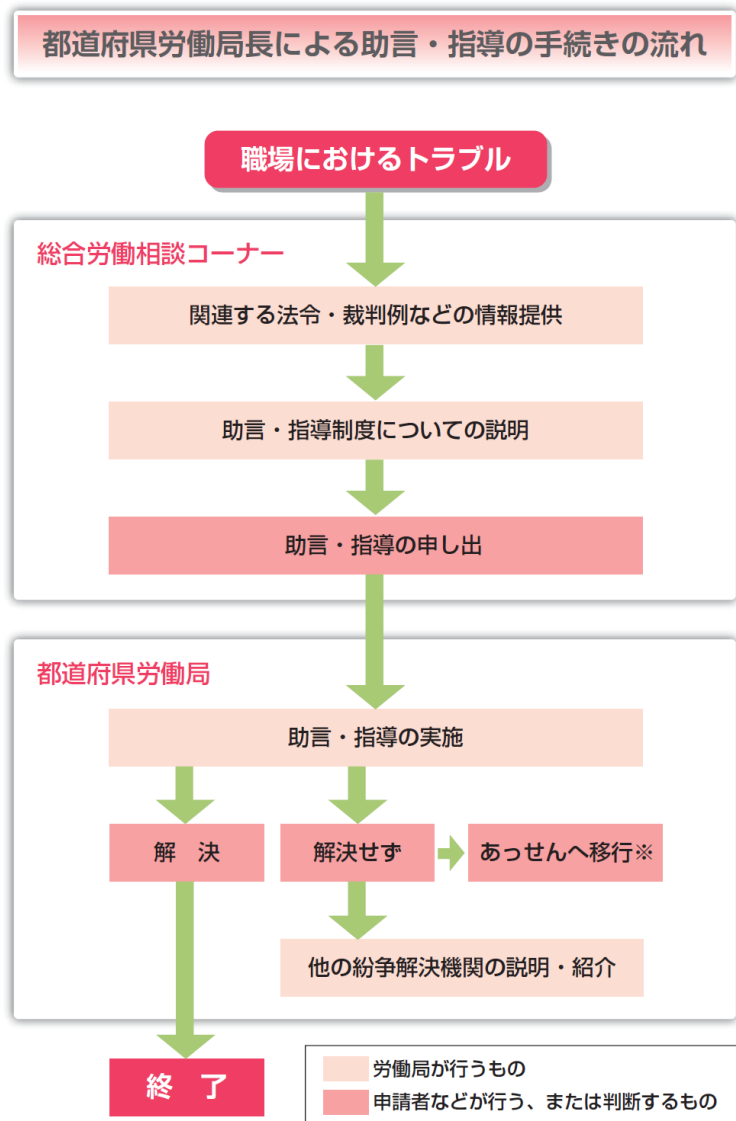 都道府県労働局長による助言・指導の手続きの流れ
職場におけるトラブル
総合労働相談コーナー
関連する法令・裁判例などの情報提供
助言・指導制度についての説明
助言・指導の申し出
都道府県労働局
助言・指導の実施
解　決
解決せず
あっせんへ移行※
他の紛争解決機関の説明・紹介
終　了
労働局が行うもの
申請者などが行う、または判断するもの